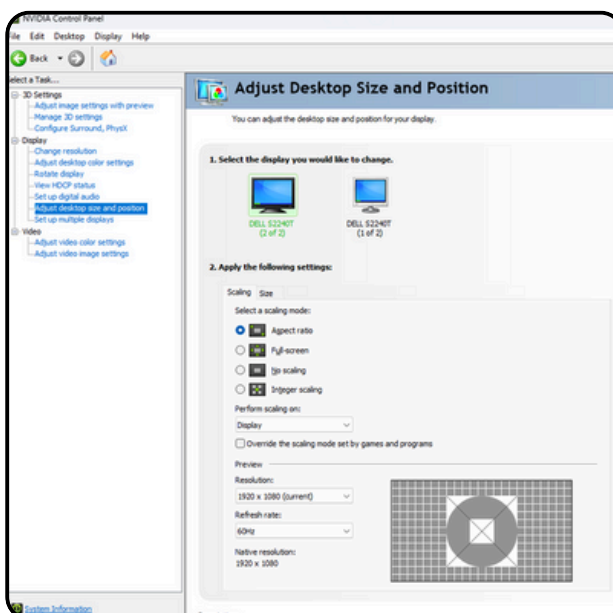 NVIDIA Control Panel
File Edit Desktop Display Help
Back
Select a Task...
3D Settings
Adjust image settings with preview
Manage 3D settings
Configure Surround, PhysX
Display
Change resolution
Adjust desktop color settings
Rotate display
View HDCP status
Set up digital audio
Adjust desktop size and position
Set up multiple displays
Video
Adjust video color settings
Adjust video image settings
System Information
Adjust Desktop Size and Position
You can adjust the desktop size and position for your display.
1. Select the display you would like to change.
DELL S2240T
(2 of 2)
DELL S2240T
(1 of 2)
2. Apply the following settings:
Scaling Size
Select a scaling mode:
Aspect ratio
Full-screen
No scaling
Integer scaling
Perform scaling on:
Display
Override the scaling mode set by games and programs
Preview
Resolution:
1920 x 1080 (current)
Refresh rate:
60Hz
Native resolution:
1920 x 1080